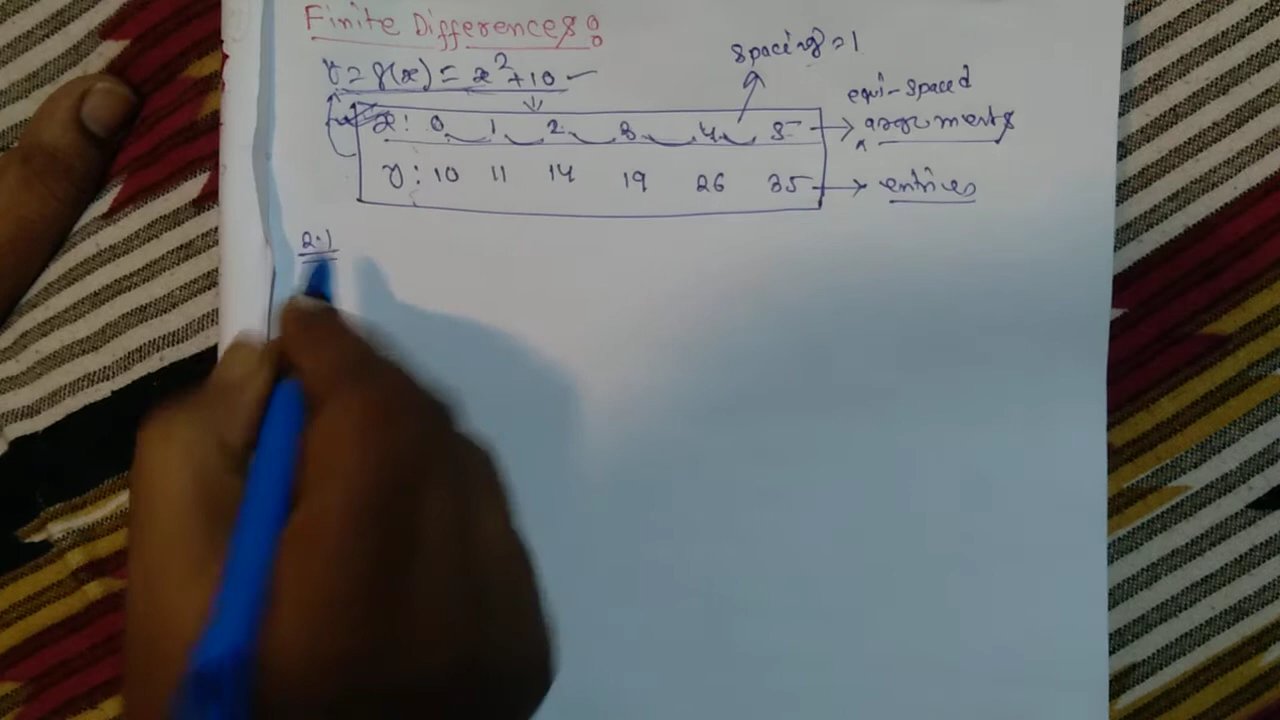 Finite Differences:
y = f(x) = x²+10
spacing = 1
equi-spaced
x: 0 1 2 3 4 5 → arguments
y: 10 11 14 19 26 35 → entries
2.1